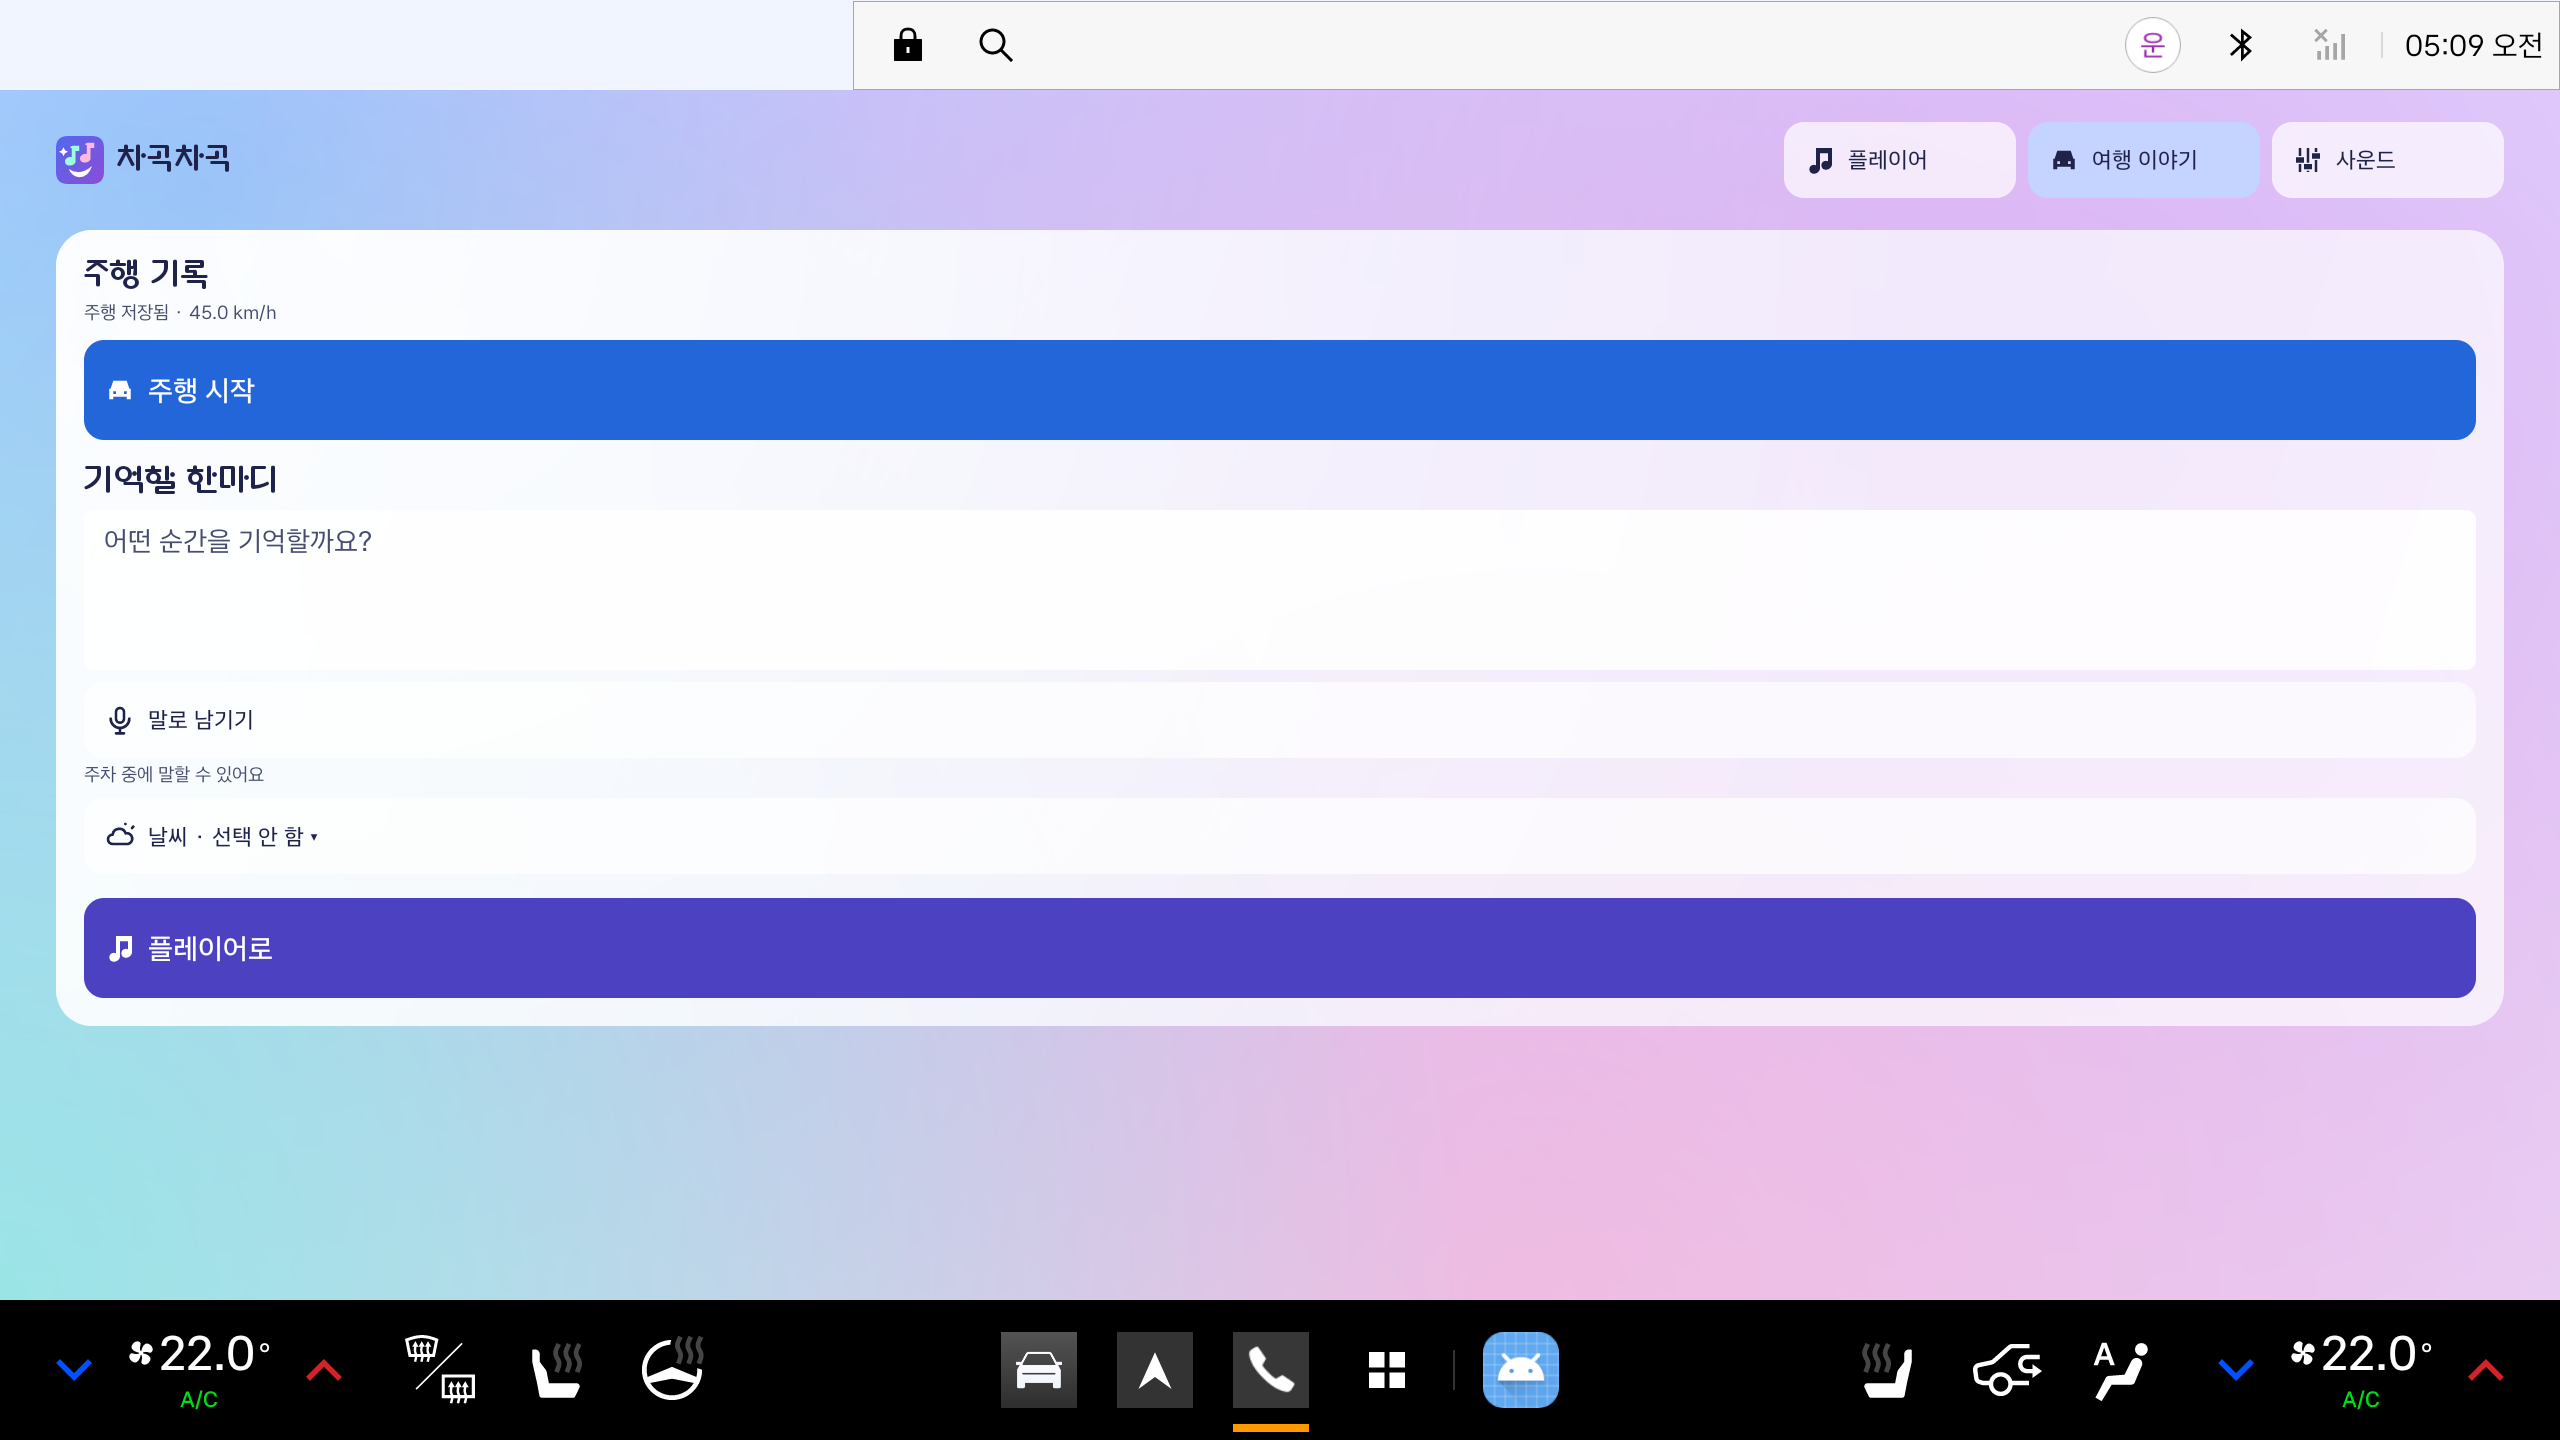 운
05:09 오전
차곡차곡
플레이어
여행 이야기
사운드
주행 기록
주행 저장됨 · 45.0 km/h
주행 시작
기억할 한마디
어떤 순간을 기억할까요?
말로 남기기
주차 중에 말할 수 있어요
날씨 · 선택 안 함 ▾
플레이어로
22.0°
A/C
A
22.0°
A/C